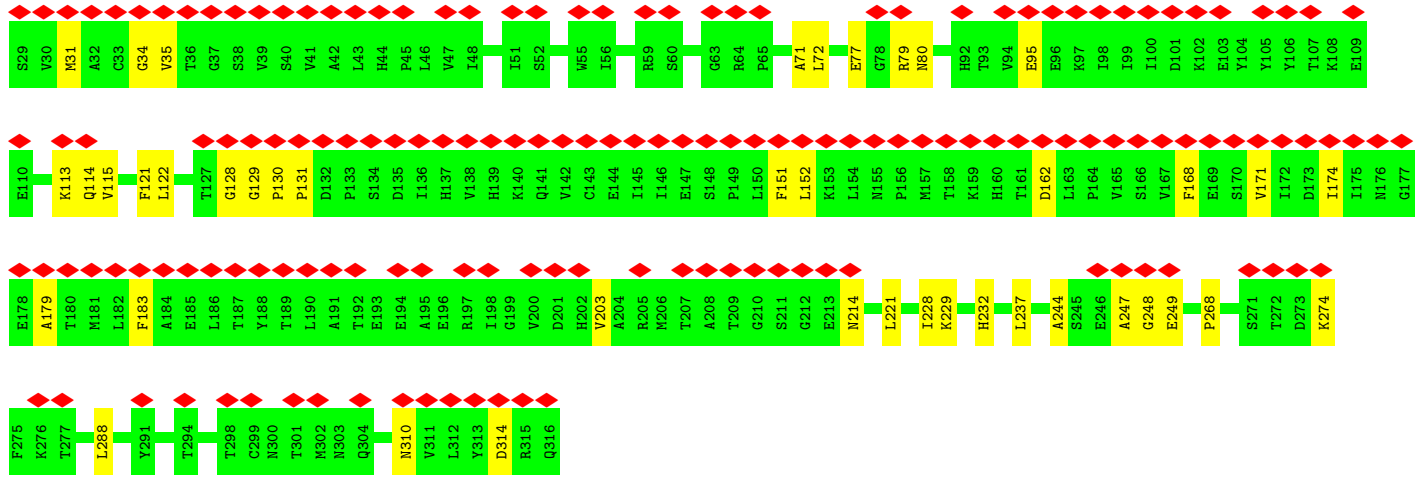 S29 V30 M31 A32 C33 G34 V35 T36 G37 S38 V39 S40 V41 A42 L43 H44 P45 L46 V47 I48 I51 S52 W55 I56 R59 S60 G63 R64 P65 A71 L72 E77 G78 R79 N80 H92 T93 V94 E95 E96 K97 I98 I99 I100 D101 K102 E103 Y104 Y105 Y106 T107 K108 E109
E110 K113 Q114 V115 F121 L122 T127 G128 G129 P130 P131 D132 P133 S134 D135 I136 H137 V138 H139 K140 Q141 V142 C143 E144 I145 I146 E147 S148 P149 L150 F151 L152 K153 L154 N155 P156 M157 T158 K159 H160 T161 D162 L163 P164 V165 S166 V167 F168 E169 S170 V171 I172 D173 I174 I175 N176 G177
E178 A179 T180 M181 L182 F183 A184 E185 L186 T187 Y188 T189 L190 A191 T192 E193 E194 A195 E196 R197 I198 G199 V200 D201 H202 V203 A204 R205 M206 T207 A208 T209 G210 S211 G212 E213 N214 L221 I228 K229 H232 L237 A244 S245 E246 A247 G248 E249 P268 S271 T272 D273 K274
F275 K276 T277 L288 Y291 T294 T298 C299 N300 T301 M302 N303 Q304 N310 V311 L312 Y313 D314 R315 Q316